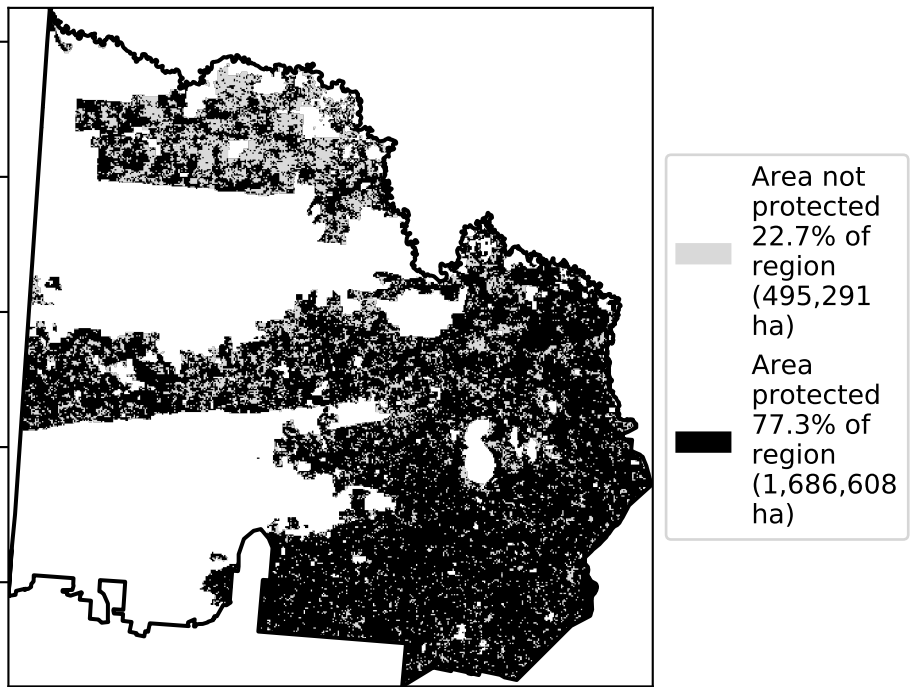 Area not
protected
22.7% of
region
(495,291
ha)
Area
protected
77.3% of
region
(1,686,608
ha)